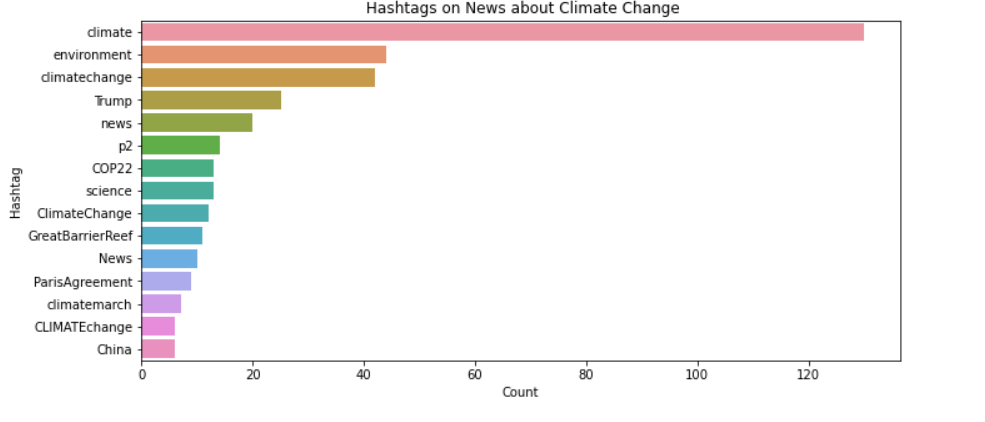 Hashtags on News about Climate Change
climate
environment
climatechange
Trump
news
p2
COP22
science
ClimateChange
GreatBarrierReef
News
ParisAgreement
climatemarch
CLIMATEchange
China
Hashtag
0 20 40 60 80 100 120
Count